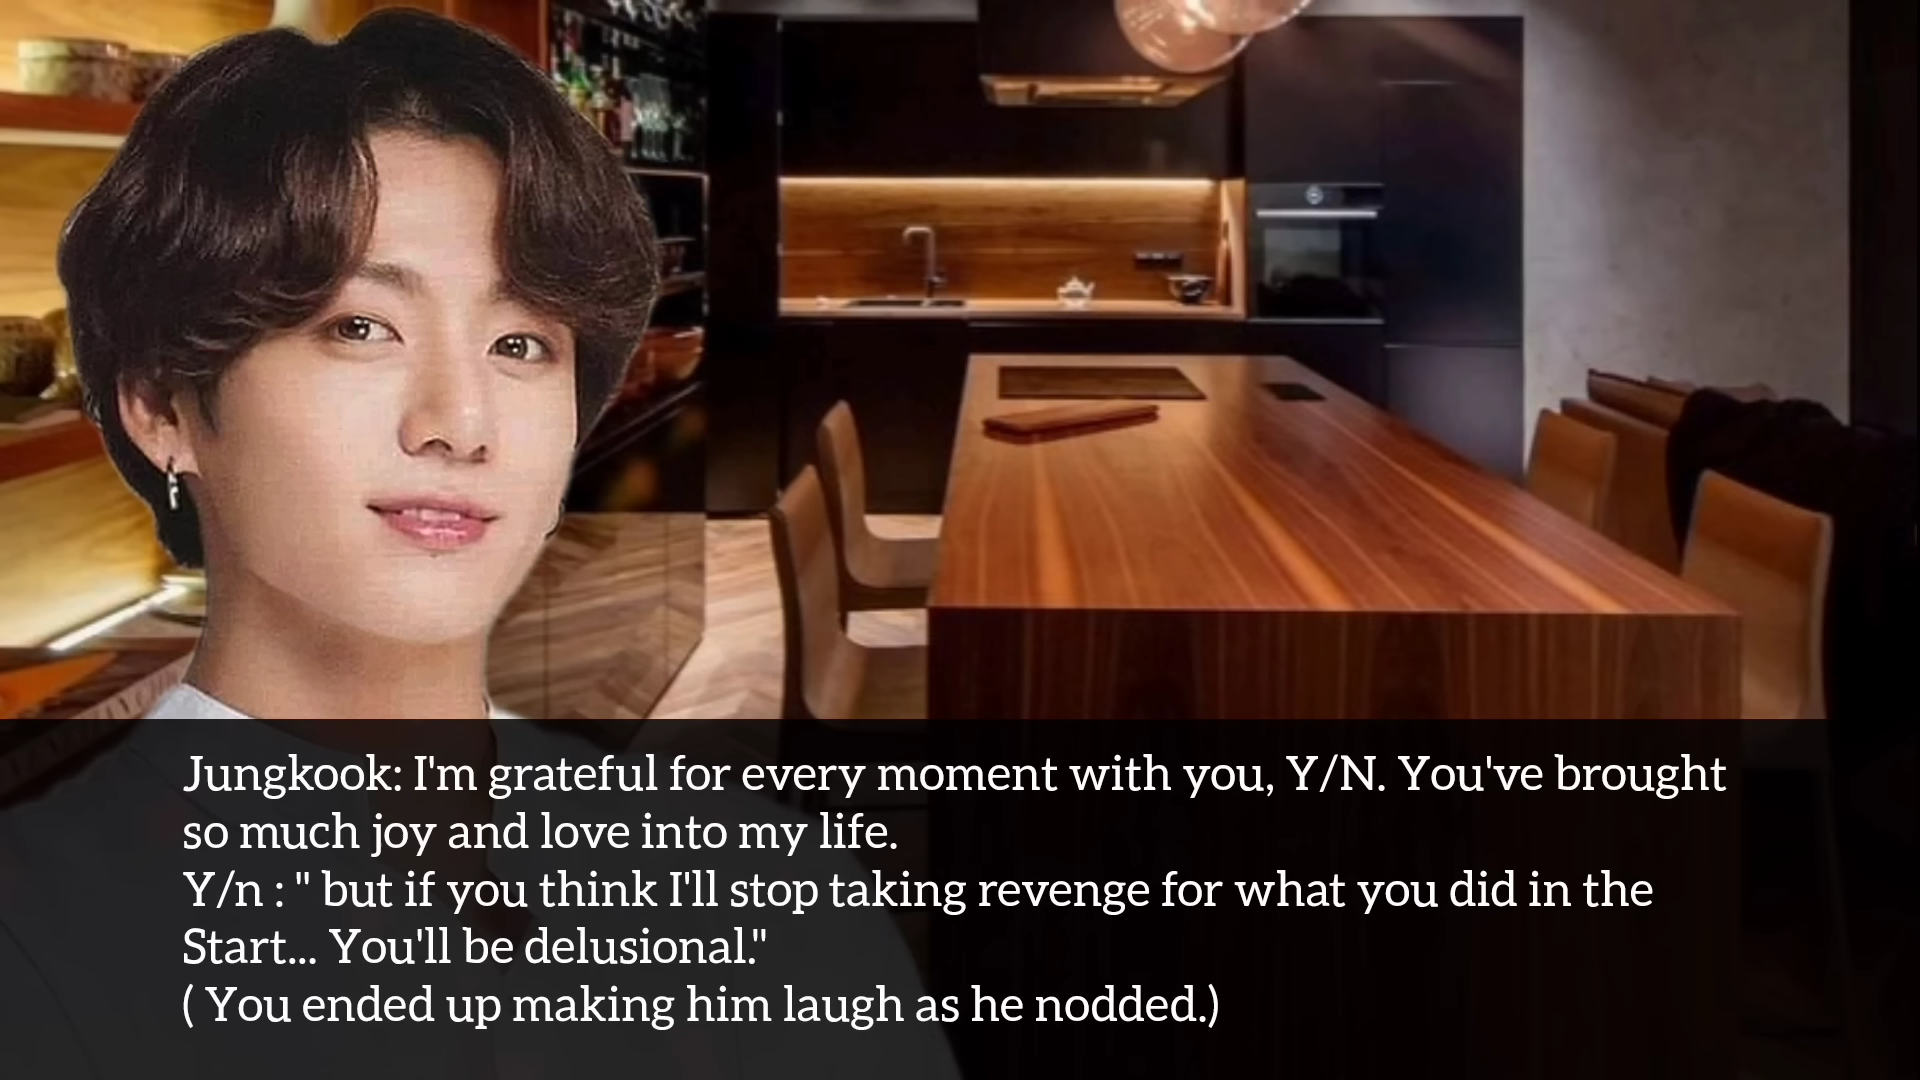 Jungkook: I'm grateful for every moment with you, Y/N. You've brought
so much joy and love into my life.
Y/n : " but if you think I'll stop taking revenge for what you did in the
Start... You'll be delusional."
( You ended up making him laugh as he nodded.)